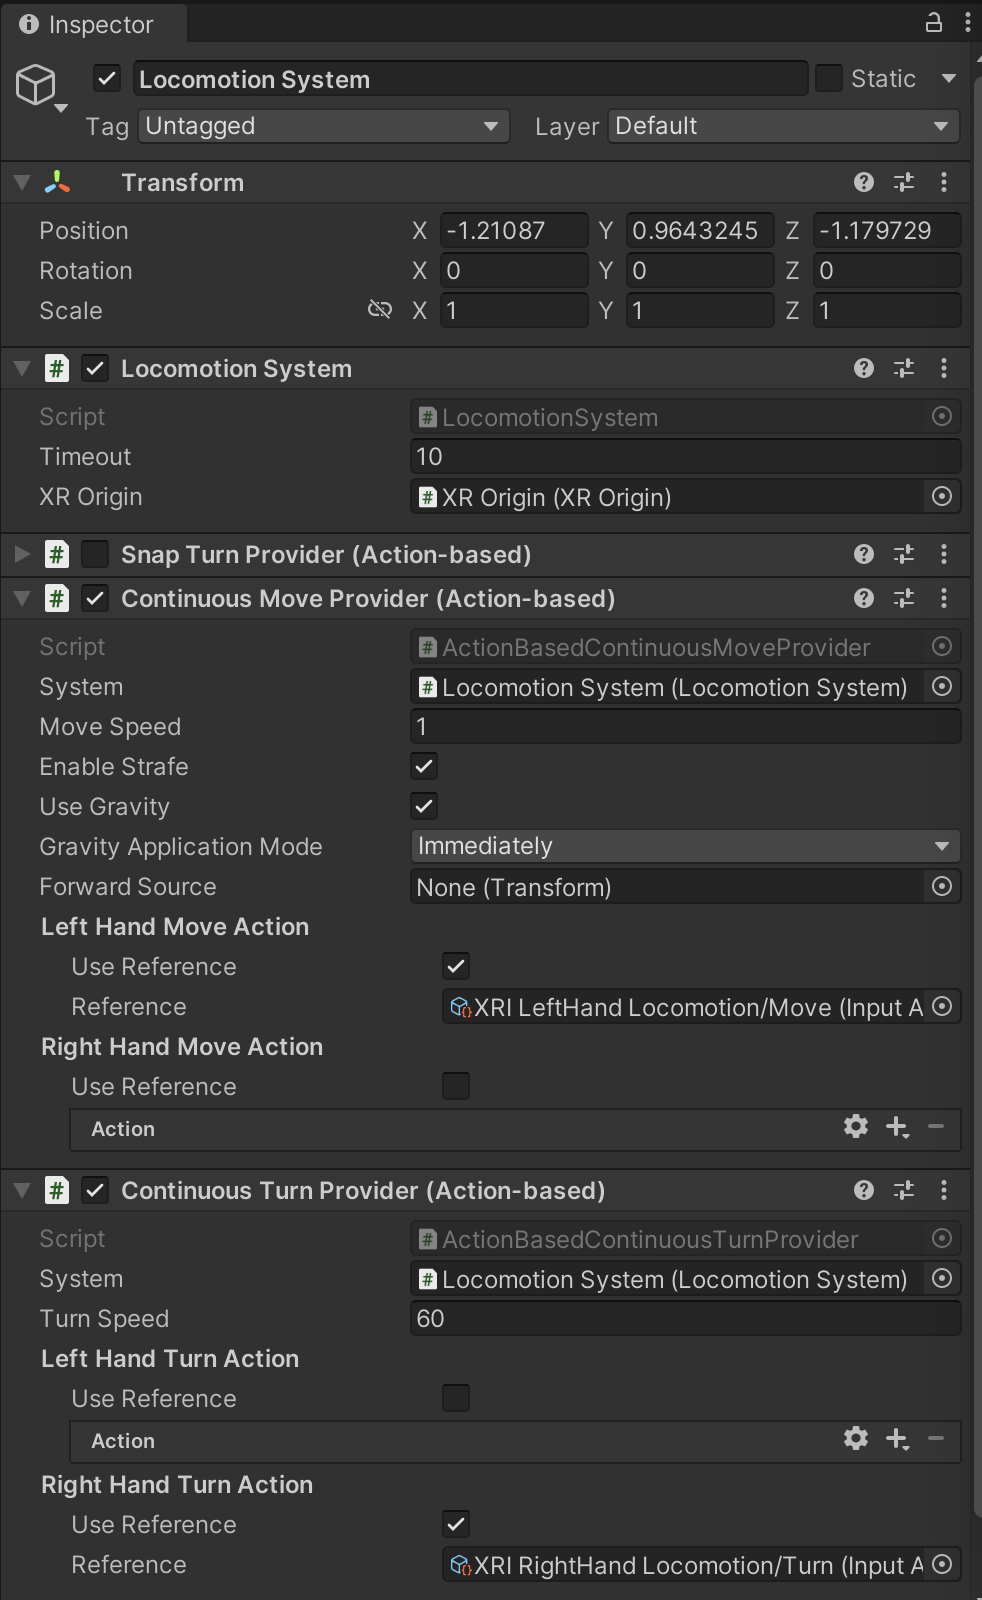 Inspector
Locomotion System Static
Tag Untagged Layer Default
Transform
Position X -1.21087 Y 0.9643245 Z -1.179729
Rotation X 0 Y 0 Z 0
Scale X 1 Y 1 Z 1
# Locomotion System
Script # LocomotionSystem
Timeout 10
XR Origin # XR Origin (XR Origin)
# Snap Turn Provider (Action-based)
# Continuous Move Provider (Action-based)
Script # ActionBasedContinuousMoveProvider
System # Locomotion System (Locomotion System)
Move Speed 1
Enable Strafe
Use Gravity
Gravity Application Mode Immediately
Forward Source None (Transform)
Left Hand Move Action
Use Reference
Reference XRI LeftHand Locomotion/Move (Input A
Right Hand Move Action
Use Reference
Action
# Continuous Turn Provider (Action-based)
Script # ActionBasedContinuousTurnProvider
System # Locomotion System (Locomotion System)
Turn Speed 60
Left Hand Turn Action
Use Reference
Action
Right Hand Turn Action
Use Reference
Reference XRI RightHand Locomotion/Turn (Input A